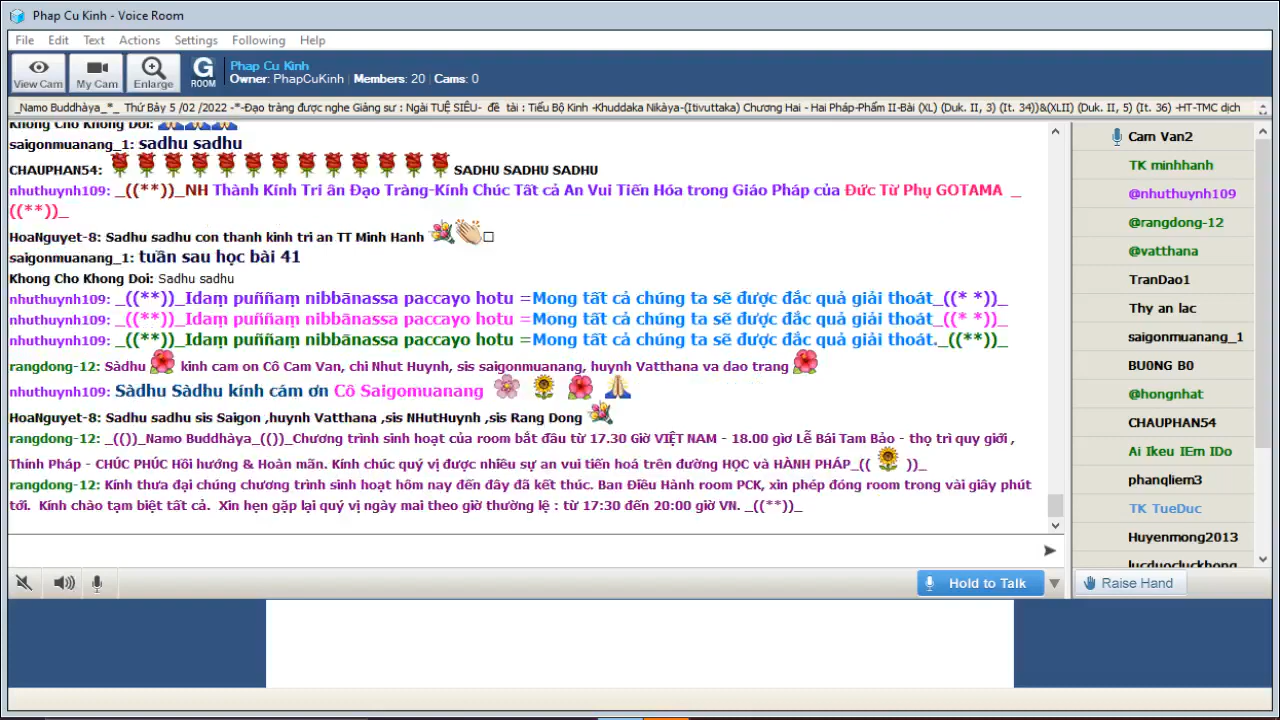 Phap Cu Kinh - Voice Room
File Edit Text Actions Settings Following Help
View Cam My Cam Enlarge G ROOM
Phap Cu Kinh
Owner: PhapCuKinh Members: 20 Cams: 0
_Namo Buddhàya_*_ Thứ Bảy 5 /02 /2022 -*-Đạo tràng được nghe Giảng sư : Ngài TUỆ SIÊU- đề tài : Tiểu Bộ Kinh -Khuddaka Nikàya-(Itivuttaka) Chương Hai - Hai Pháp-Phẩm II-Bài (XL) (Duk. II, 3) (It. 34))&(XLII) (Duk. II, 5) (It. 36) -HT-TMC dịch
Khong Cho Khong Doi:
saigonmuanang_1: sadhu sadhu
CHAUPHAN54: SADHU SADHU SADHU
nhuthuynh109: _((**))_NH Thành Kính Tri ân Đạo Tràng-Kính Chúc Tất cả An Vui Tiến Hóa trong Giáo Pháp của Đức Từ Phụ GOTAMA _
((**))_
HoaNguyet-8: Sadhu sadhu con thanh kinh tri an TT Minh Hanh
saigonmuanang_1: tuần sau học bài 41
Khong Cho Khong Doi: Sadhu sadhu
nhuthuynh109: _((**))_Idaṃ puññaṃ nibbānassa paccayo hotu =Mong tất cả chúng ta sẽ được đắc quả giải thoát_((* *))_
nhuthuynh109: _((**))_Idaṃ puññaṃ nibbānassa paccayo hotu =Mong tất cả chúng ta sẽ được đắc quả giải thoát_((* *))_
nhuthuynh109: _((**))_Idaṃ puññaṃ nibbānassa paccayo hotu =Mong tất cả chúng ta sẽ được đắc quả giải thoát._((**))_
rangdong-12: Sàdhu kinh cam on Cô Cam Van, chi Nhut Huynh, sis saigonmuanang, huynh Vatthana va dao trang
nhuthuynh109: Sàdhu Sàdhu kính cám ơn Cô Saigomuanang
HoaNguyet-8: Sadhu sadhu sis Saigon ,huynh Vatthana ,sis NHutHuynh ,sis Rang Dong
rangdong-12: _(())_Namo Buddhàya_(())_Chương trình sinh hoạt của room bắt đầu từ 17.30 Giờ VIỆT NAM - 18.00 giơ Lễ Bái Tam Bảo - thọ trì quy giới ,
Thính Pháp - CHÚC PHÚC Hồi hướng & Hoàn mãn. Kính chúc quý vị được nhiều sự an vui tiến hoá trên đường HỌC và HÀNH PHÁP_(( ))_
rangdong-12: Kính thưa đại chúng chương trình sinh hoạt hôm nay đến đây đã kết thúc. Ban Điều Hành room PCK, xin phép đóng room trong vài giây phút
tới. Kính chào tạm biệt tất cả. Xin hẹn gặp lại quý vị ngày mai theo giờ thường lệ : từ 17:30 đến 20:00 giờ VN. _((**))_
Hold to Talk
Cam Van2
TK minhhanh
@nhuthuynh109
@rangdong-12
@vatthana
TranDao1
Thy an lac
saigonmuanang_1
BU0NG B0
@hongnhat
CHAUPHAN54
Ai Ikeu IEm IDo
phanqliem3
TK TueDuc
Huyenmong2013
lucduocluckhong
Raise Hand